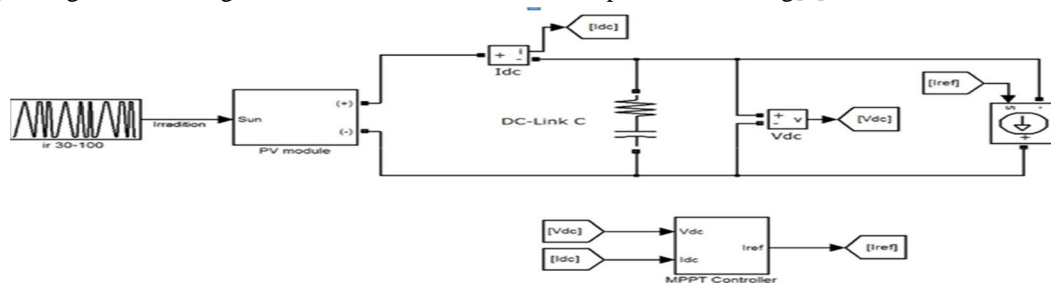 [Idc]
i
+
-
Idc
[Iref]
(+)
s
-
Sun
DC-Link C
+
-
v
[Vdc]
Irradition
(-)
+
Vdc
ir 30-100
PV module
[Vdc]
Vdc
Iref
[Iref]
[Idc]
Idc
MPPT Controller